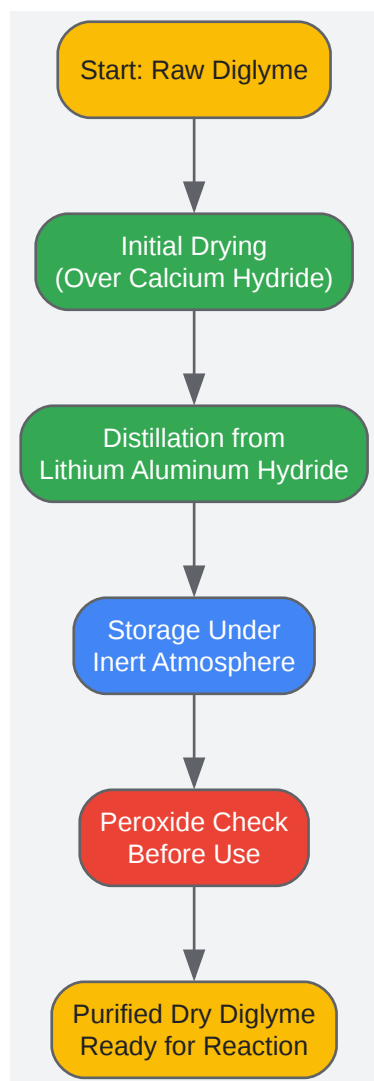 Start: Raw Diglyme
Initial Drying
(Over Calcium Hydride)
Distillation from
Lithium Aluminum Hydride
Storage Under
Inert Atmosphere
Peroxide Check
Before Use
Purified Dry Diglyme
Ready for Reaction